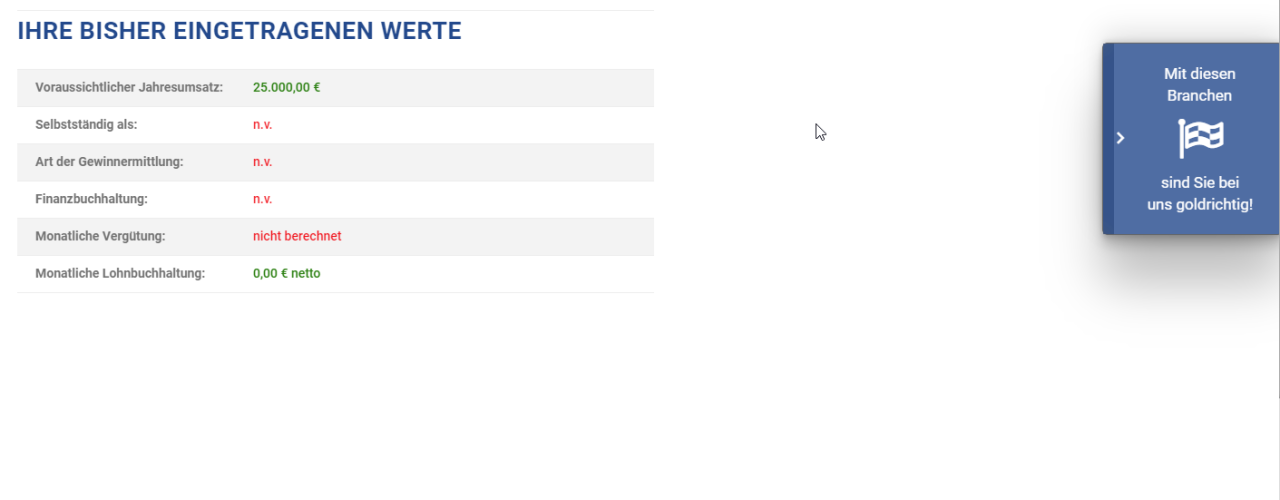 IHRE BISHER EINGETRAGENEN WERTE
Voraussichtlicher Jahresumsatz: 25.000,00 €
Selbstständig als: n.v.
Art der Gewinnermittlung: n.v.
Finanzbuchhaltung: n.v.
Monatliche Vergütung: nicht berechnet
Monatliche Lohnbuchhaltung: 0,00 € netto
Mit diesen
Branchen
sind Sie bei
uns goldrichtig!